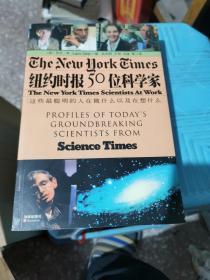 The New York Times
纽约时报50位科学家
The New York Times Scientists At Work
这些最聪明的人在做什么以及在想什么
PROFILES OF TODAY'S
GROUNDBREAKING
SCIENTISTS FROM
Science Times